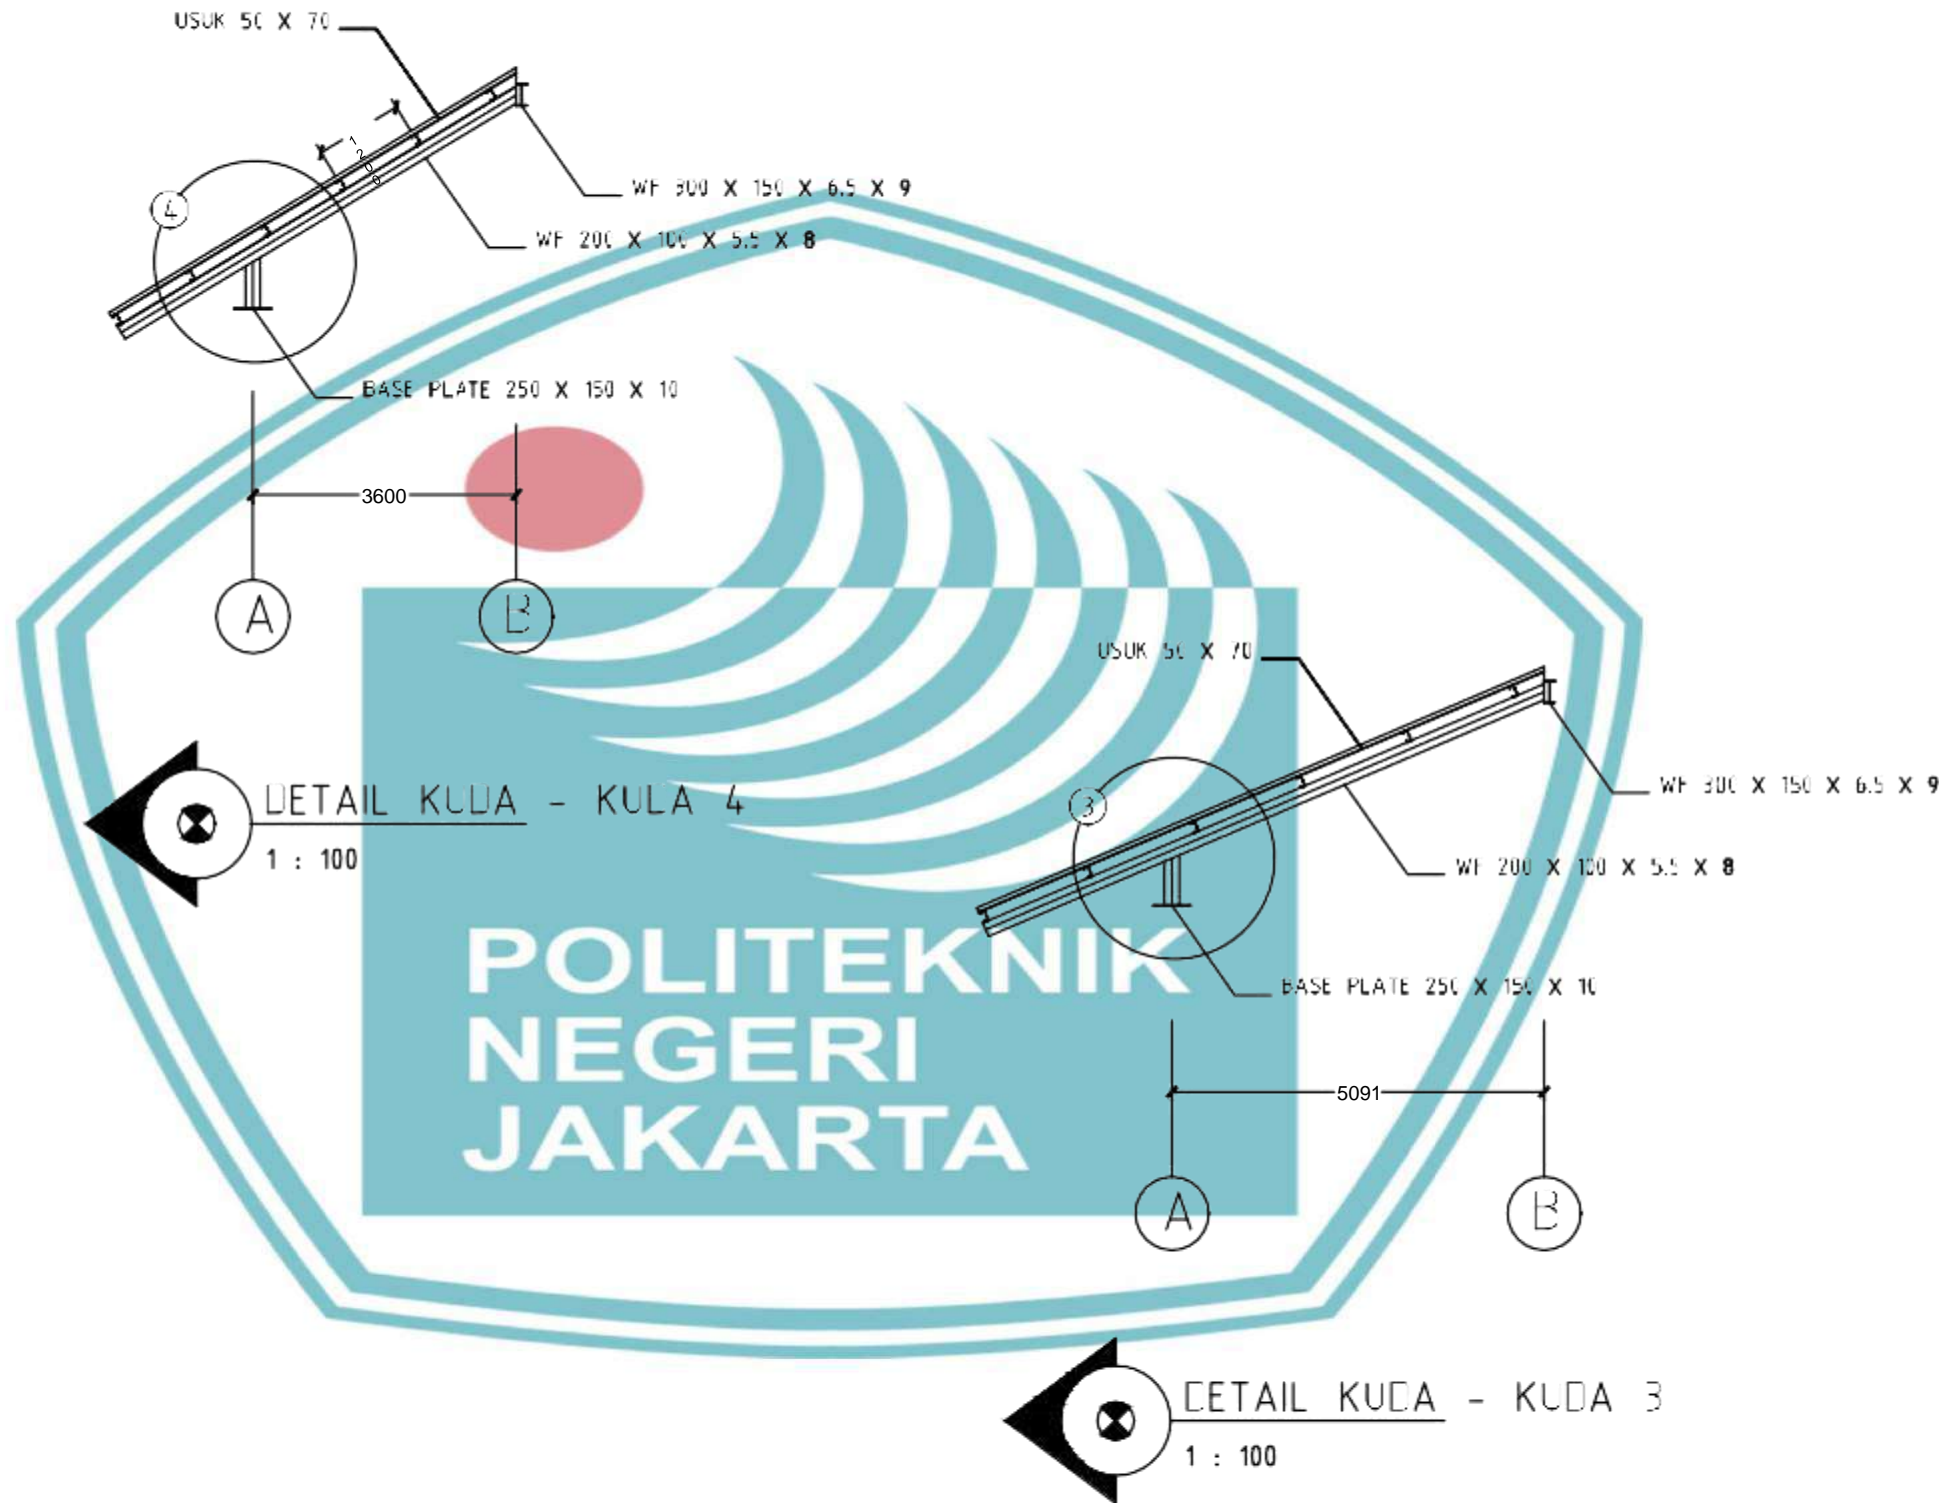 USUK 50 X 70
1200
WF 300 X 150 X 6.5 X 9
4
WF 200 X 100 X 5.5 X 8
BASE PLATE 250 X 150 X 10
3600
A
B
DETAIL KUDA - KUDA 4
1 : 100
USUK 50 X 70
WF 300 X 150 X 6.5 X 9
3
WF 200 X 100 X 5.5 X 8
POLITEKNIK
NEGERI
JAKARTA
BASE PLATE 250 X 150 X 10
5091
A
B
DETAIL KUDA - KUDA 3
1 : 100